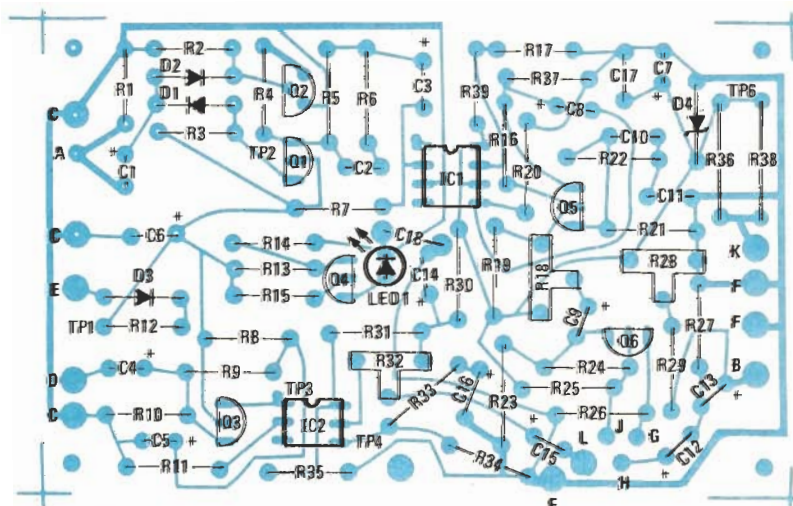 R2 R17 C7
D2 R37 C17
R1 D1 R4 Q2 R5 R6 C3 R39 C8 D4 TP6
C R3 R16 C10
A TP2 Q1 R20 R22 R36 R38
C1 C2 IC1 C11
R7 Q5
C C6 R14 C18 R21 K
R13 Q4 C14 R30 R19 R18 R28
E D3 R15 LED1 F
TP1 R12 C9 F
R8 R31 Q6 R27
D C4 R9 R32 R24 R29 B
TP3 R33 C16 R25 C13
C R10 Q3 IC2 R23 R26
C5 TP4 L J G
R11 R35 R34 C15 C12
H
F